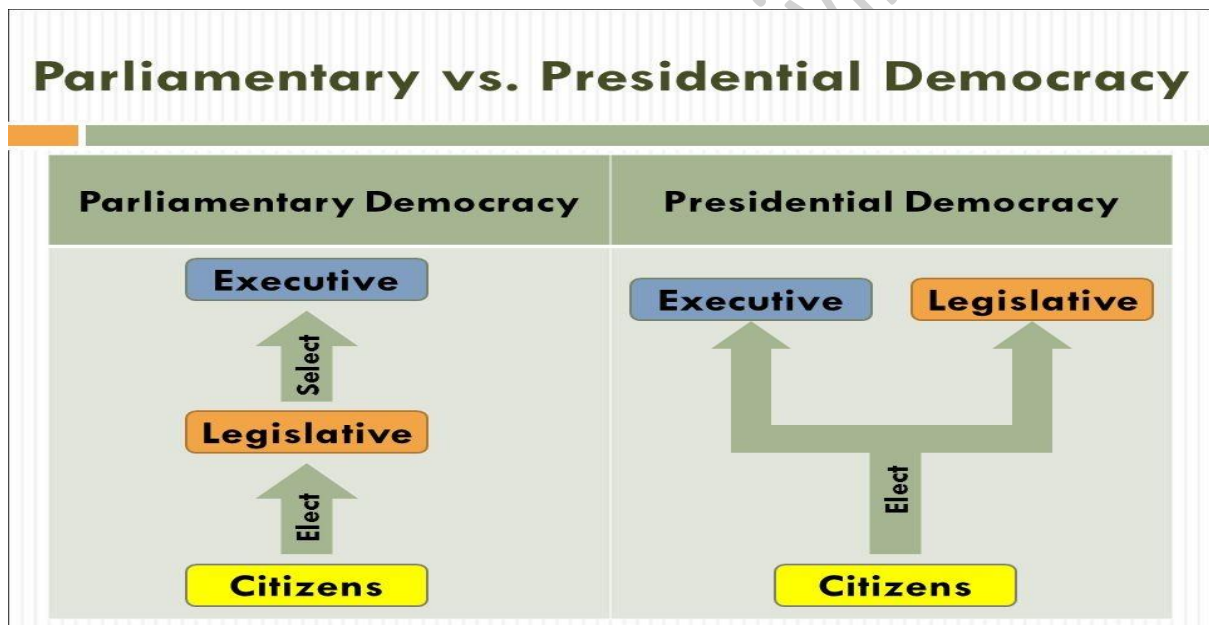 Parliamentary vs. Presidential Democracy
Parliamentary Democracy
Executive
Select
Legislative
Elect
Citizens
Presidential Democracy
Executive
Legislative
Elect
Citizens